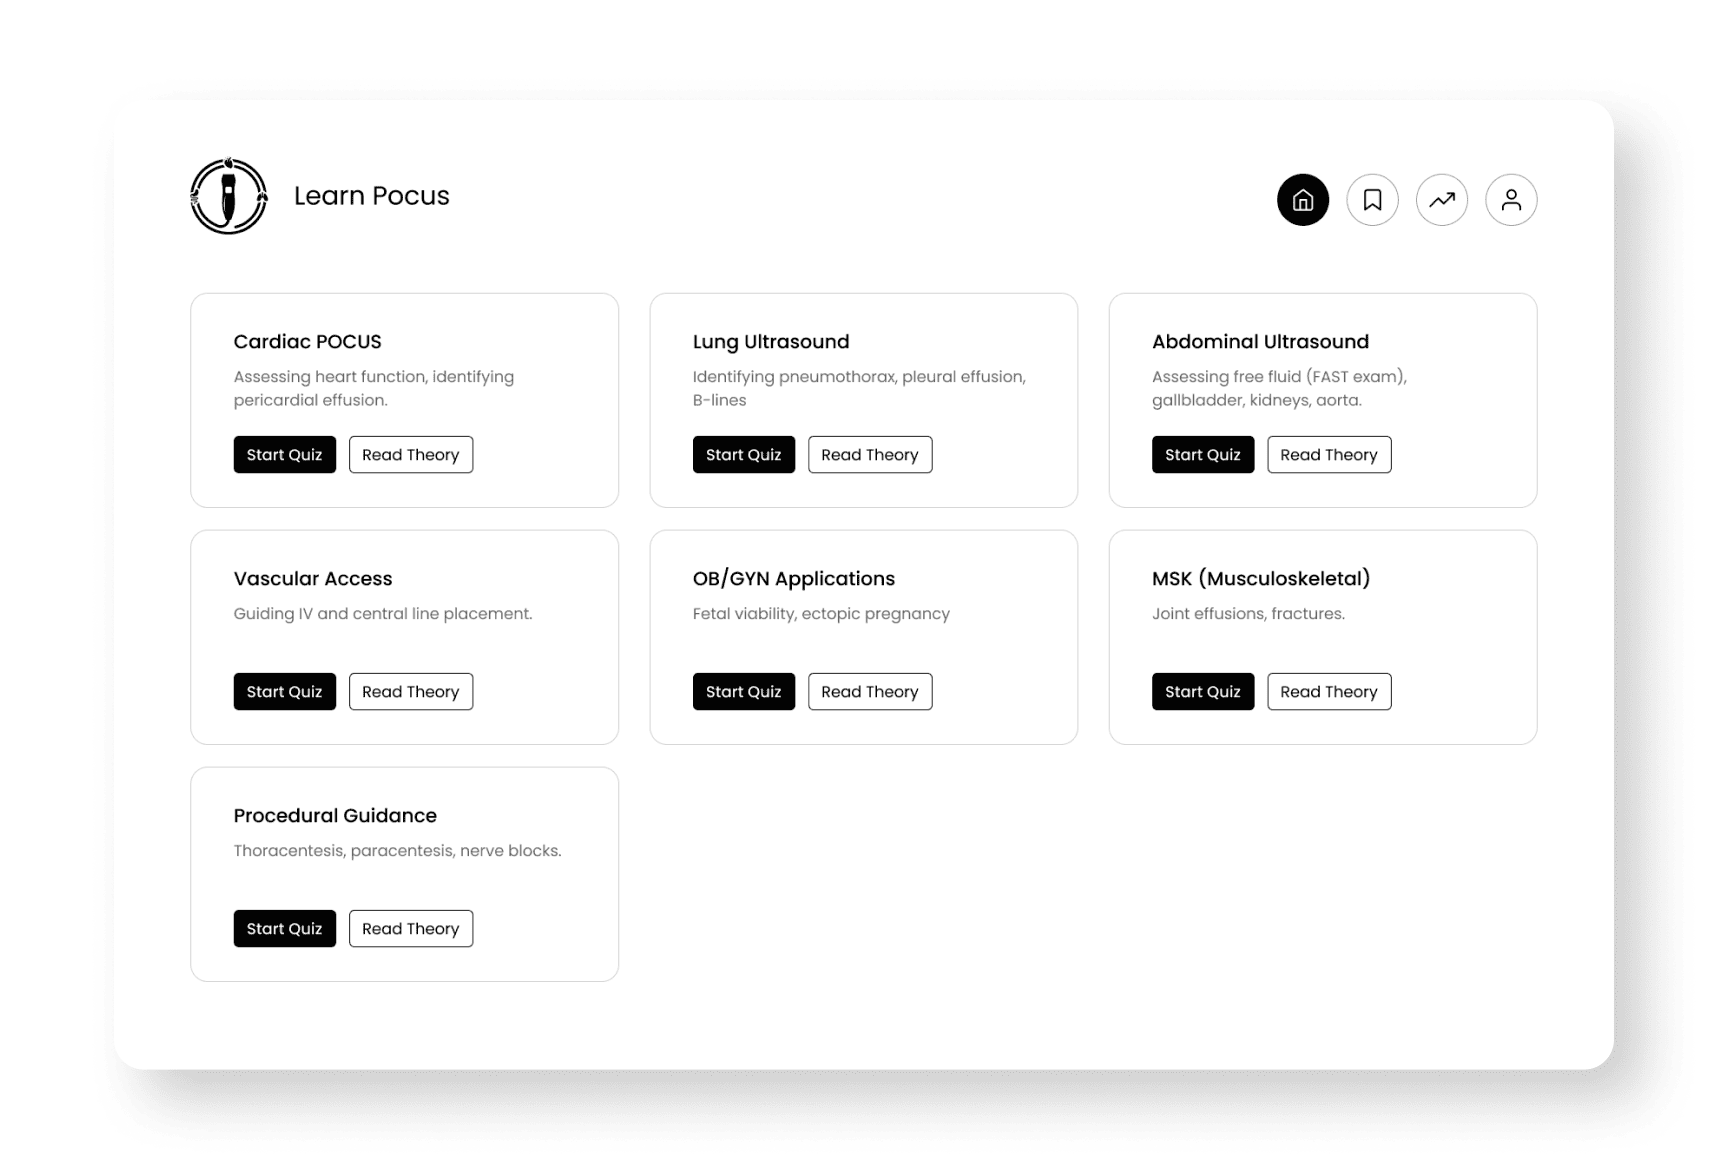 Learn Pocus
Cardiac POCUS
Assessing heart function, identifying
pericardial effusion.
Start Quiz
Read Theory
Lung Ultrasound
Identifying pneumothorax, pleural effusion,
B-lines
Start Quiz
Read Theory
Abdominal Ultrasound
Assessing free fluid (FAST exam),
gallbladder, kidneys, aorta.
Start Quiz
Read Theory
Vascular Access
Guiding IV and central line placement.
Start Quiz
Read Theory
OB/GYN Applications
Fetal viability, ectopic pregnancy
Start Quiz
Read Theory
MSK (Musculoskeletal)
Joint effusions, fractures.
Start Quiz
Read Theory
Procedural Guidance
Thoracentesis, paracentesis, nerve blocks.
Start Quiz
Read Theory